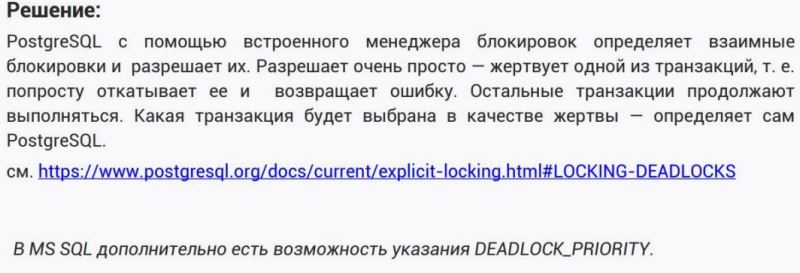 Решение:
PostgreSQL с помощью встроенного менеджера блокировок определяет взаимные
блокировки и разрешает их. Разрешает очень просто — жертвует одной из транзакций, т. е.
попросту откатывает ее и возвращает ошибку. Остальные транзакции продолжают
выполняться. Какая транзакция будет выбрана в качестве жертвы — определяет сам
PostgreSQL.
см. https://www.postgresql.org/docs/current/explicit-locking.html#LOCKING-DEADLOCKS
В MS SQL дополнительно есть возможность указания DEADLOCK_PRIORITY.